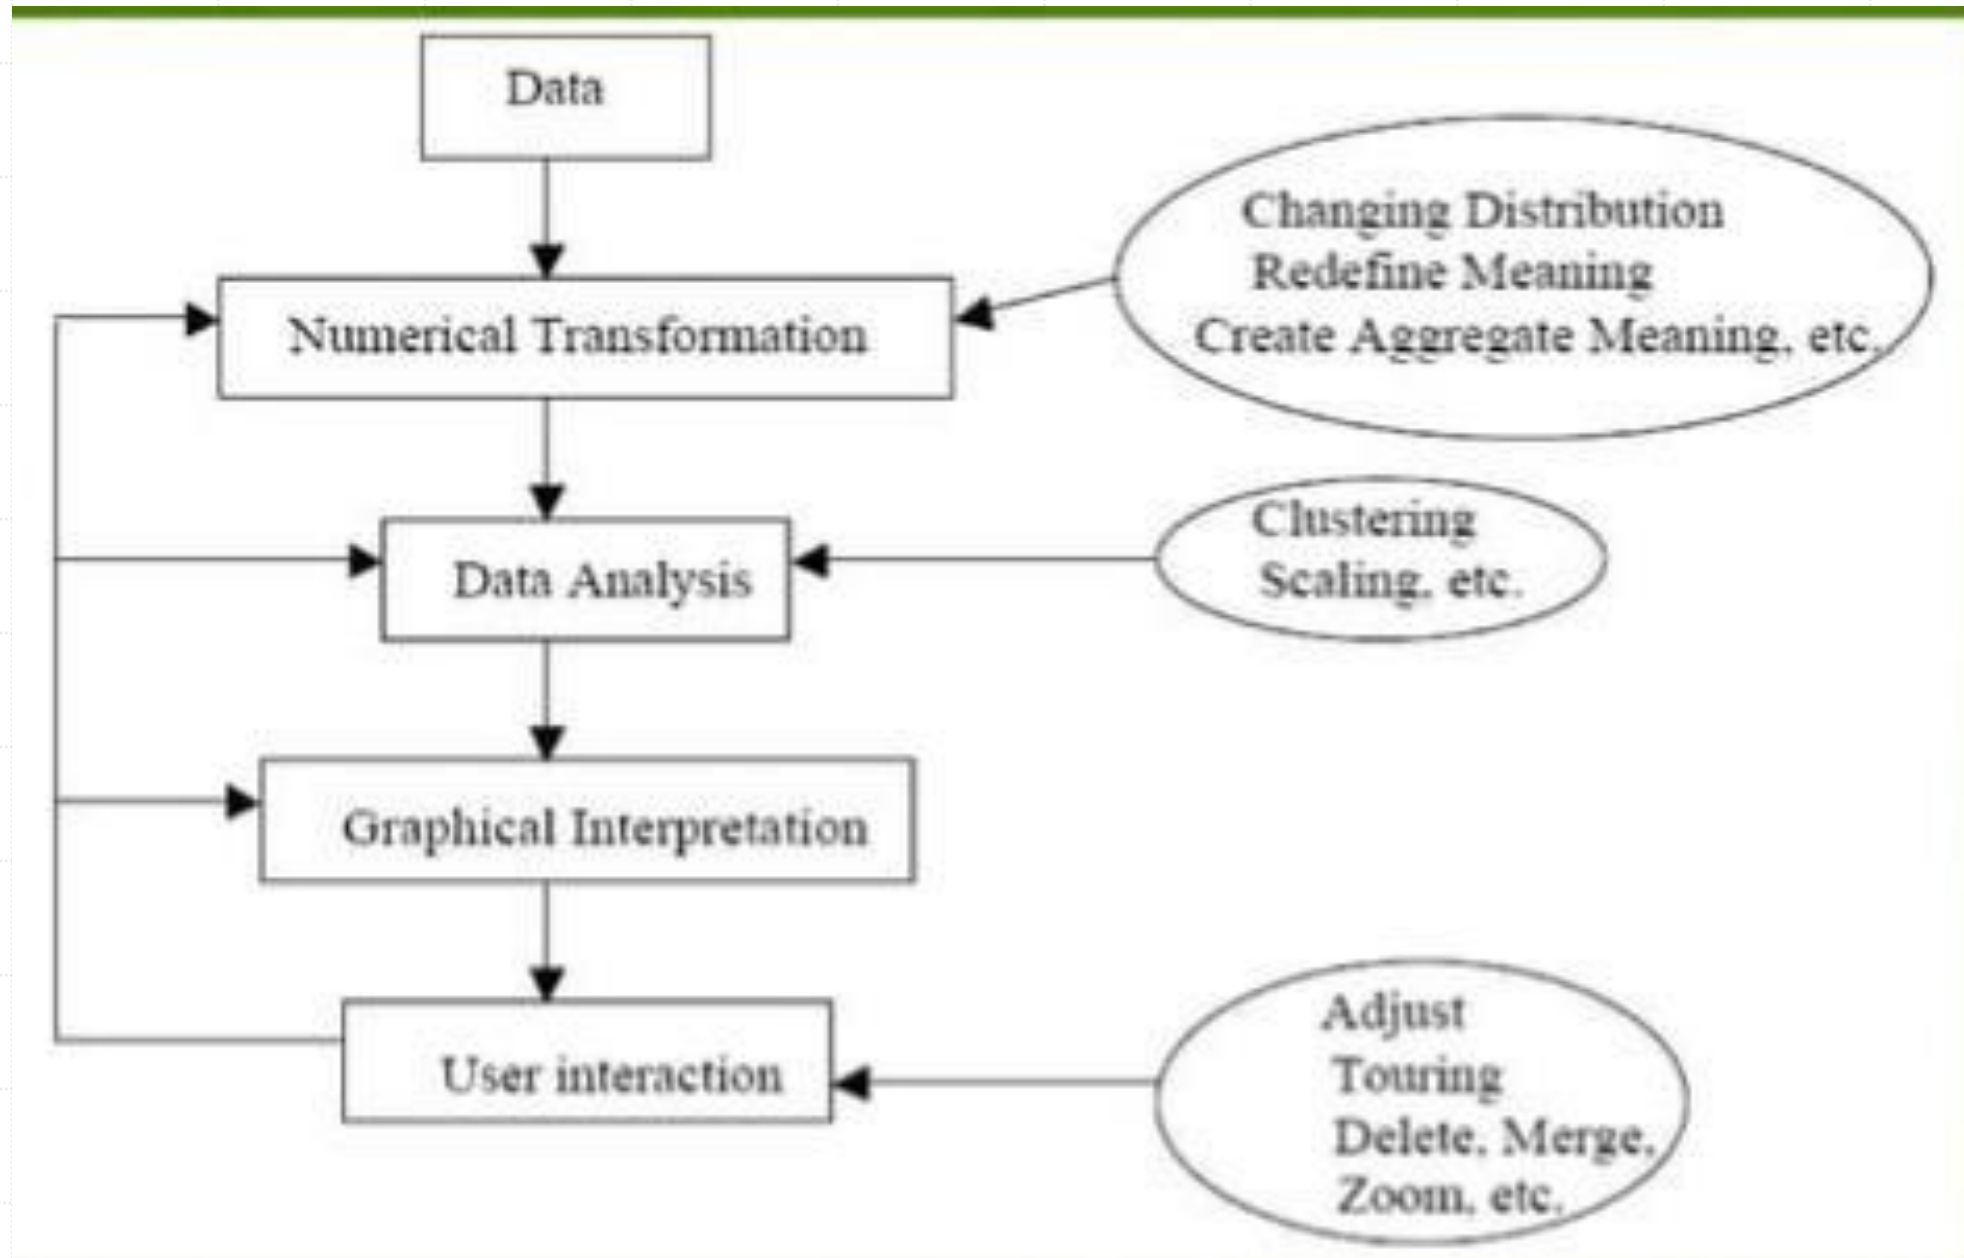 Data
Changing Distribution
Redefine Meaning
Create Aggregate Meaning, etc.
Numerical Transformation
Clustering
Scaling, etc.
Data Analysis
Graphical Interpretation
User interaction
Adjust
Touring
Delete, Merge,
Zoom, etc.